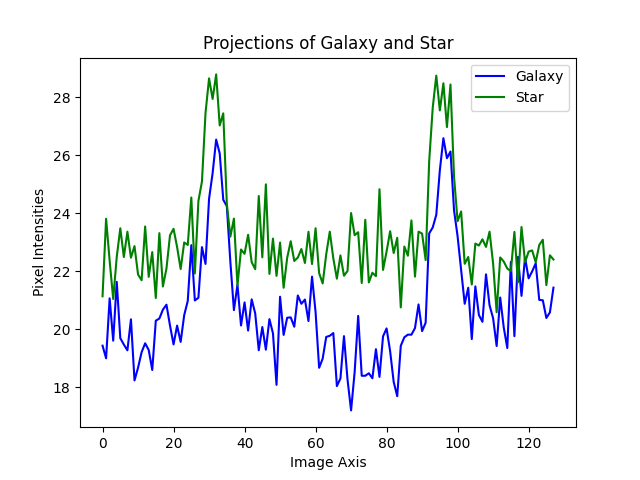 Projections of Galaxy and Star
Galaxy
Star
Pixel Intensities
28
26
24
22
20
18
0 20 40 60 80 100 120
Image Axis